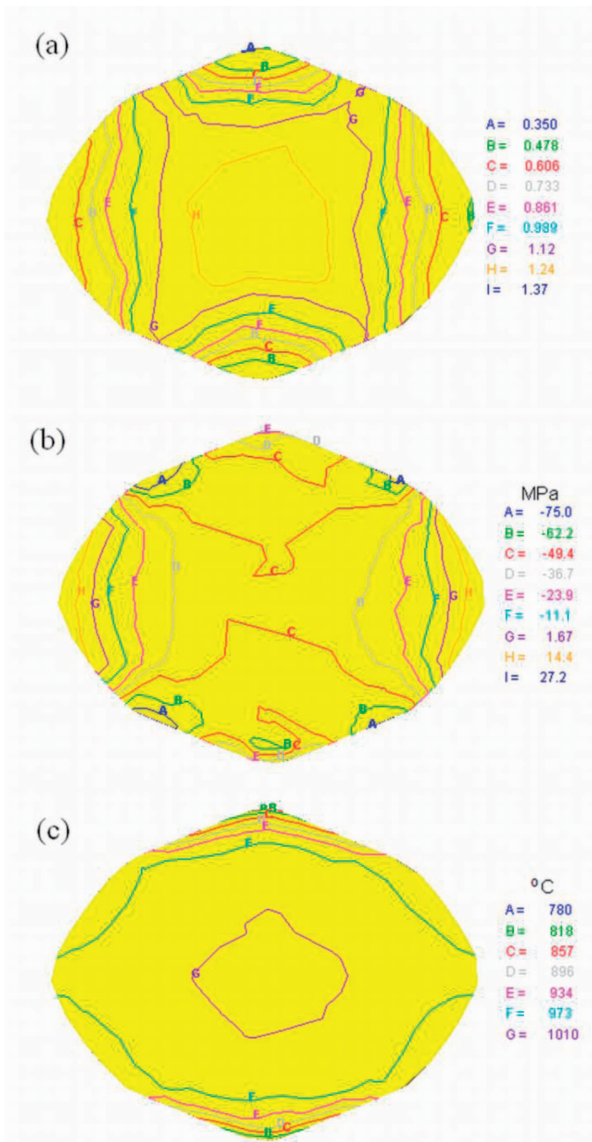 (a)
A
B
F
D
E
F
G
G
A = 0.350
B = 0.478
C = 0.606
D = 0.733
E = 0.861
F = 0.989
G = 1.12
H = 1.24
I = 1.37
G
C
D
E
F
H
F
E
D
C
G
F
F
D
C
B
(b)
E
D
D
C
A
B
A
B
MPa
A = -75.0
B = -62.2
C = -49.4
D = -36.7
E = -23.9
F = -11.1
G = 1.67
H = 14.4
I = 27.2
H
G
F
E
D
C
D
E
F
G
H
C
B
A
B
A
B
C
E
D
(c)
B
C
D
E
F
°C
A = 780
B = 818
C = 857
D = 896
E = 934
F = 973
G = 1010
G
F
E
D
C
B